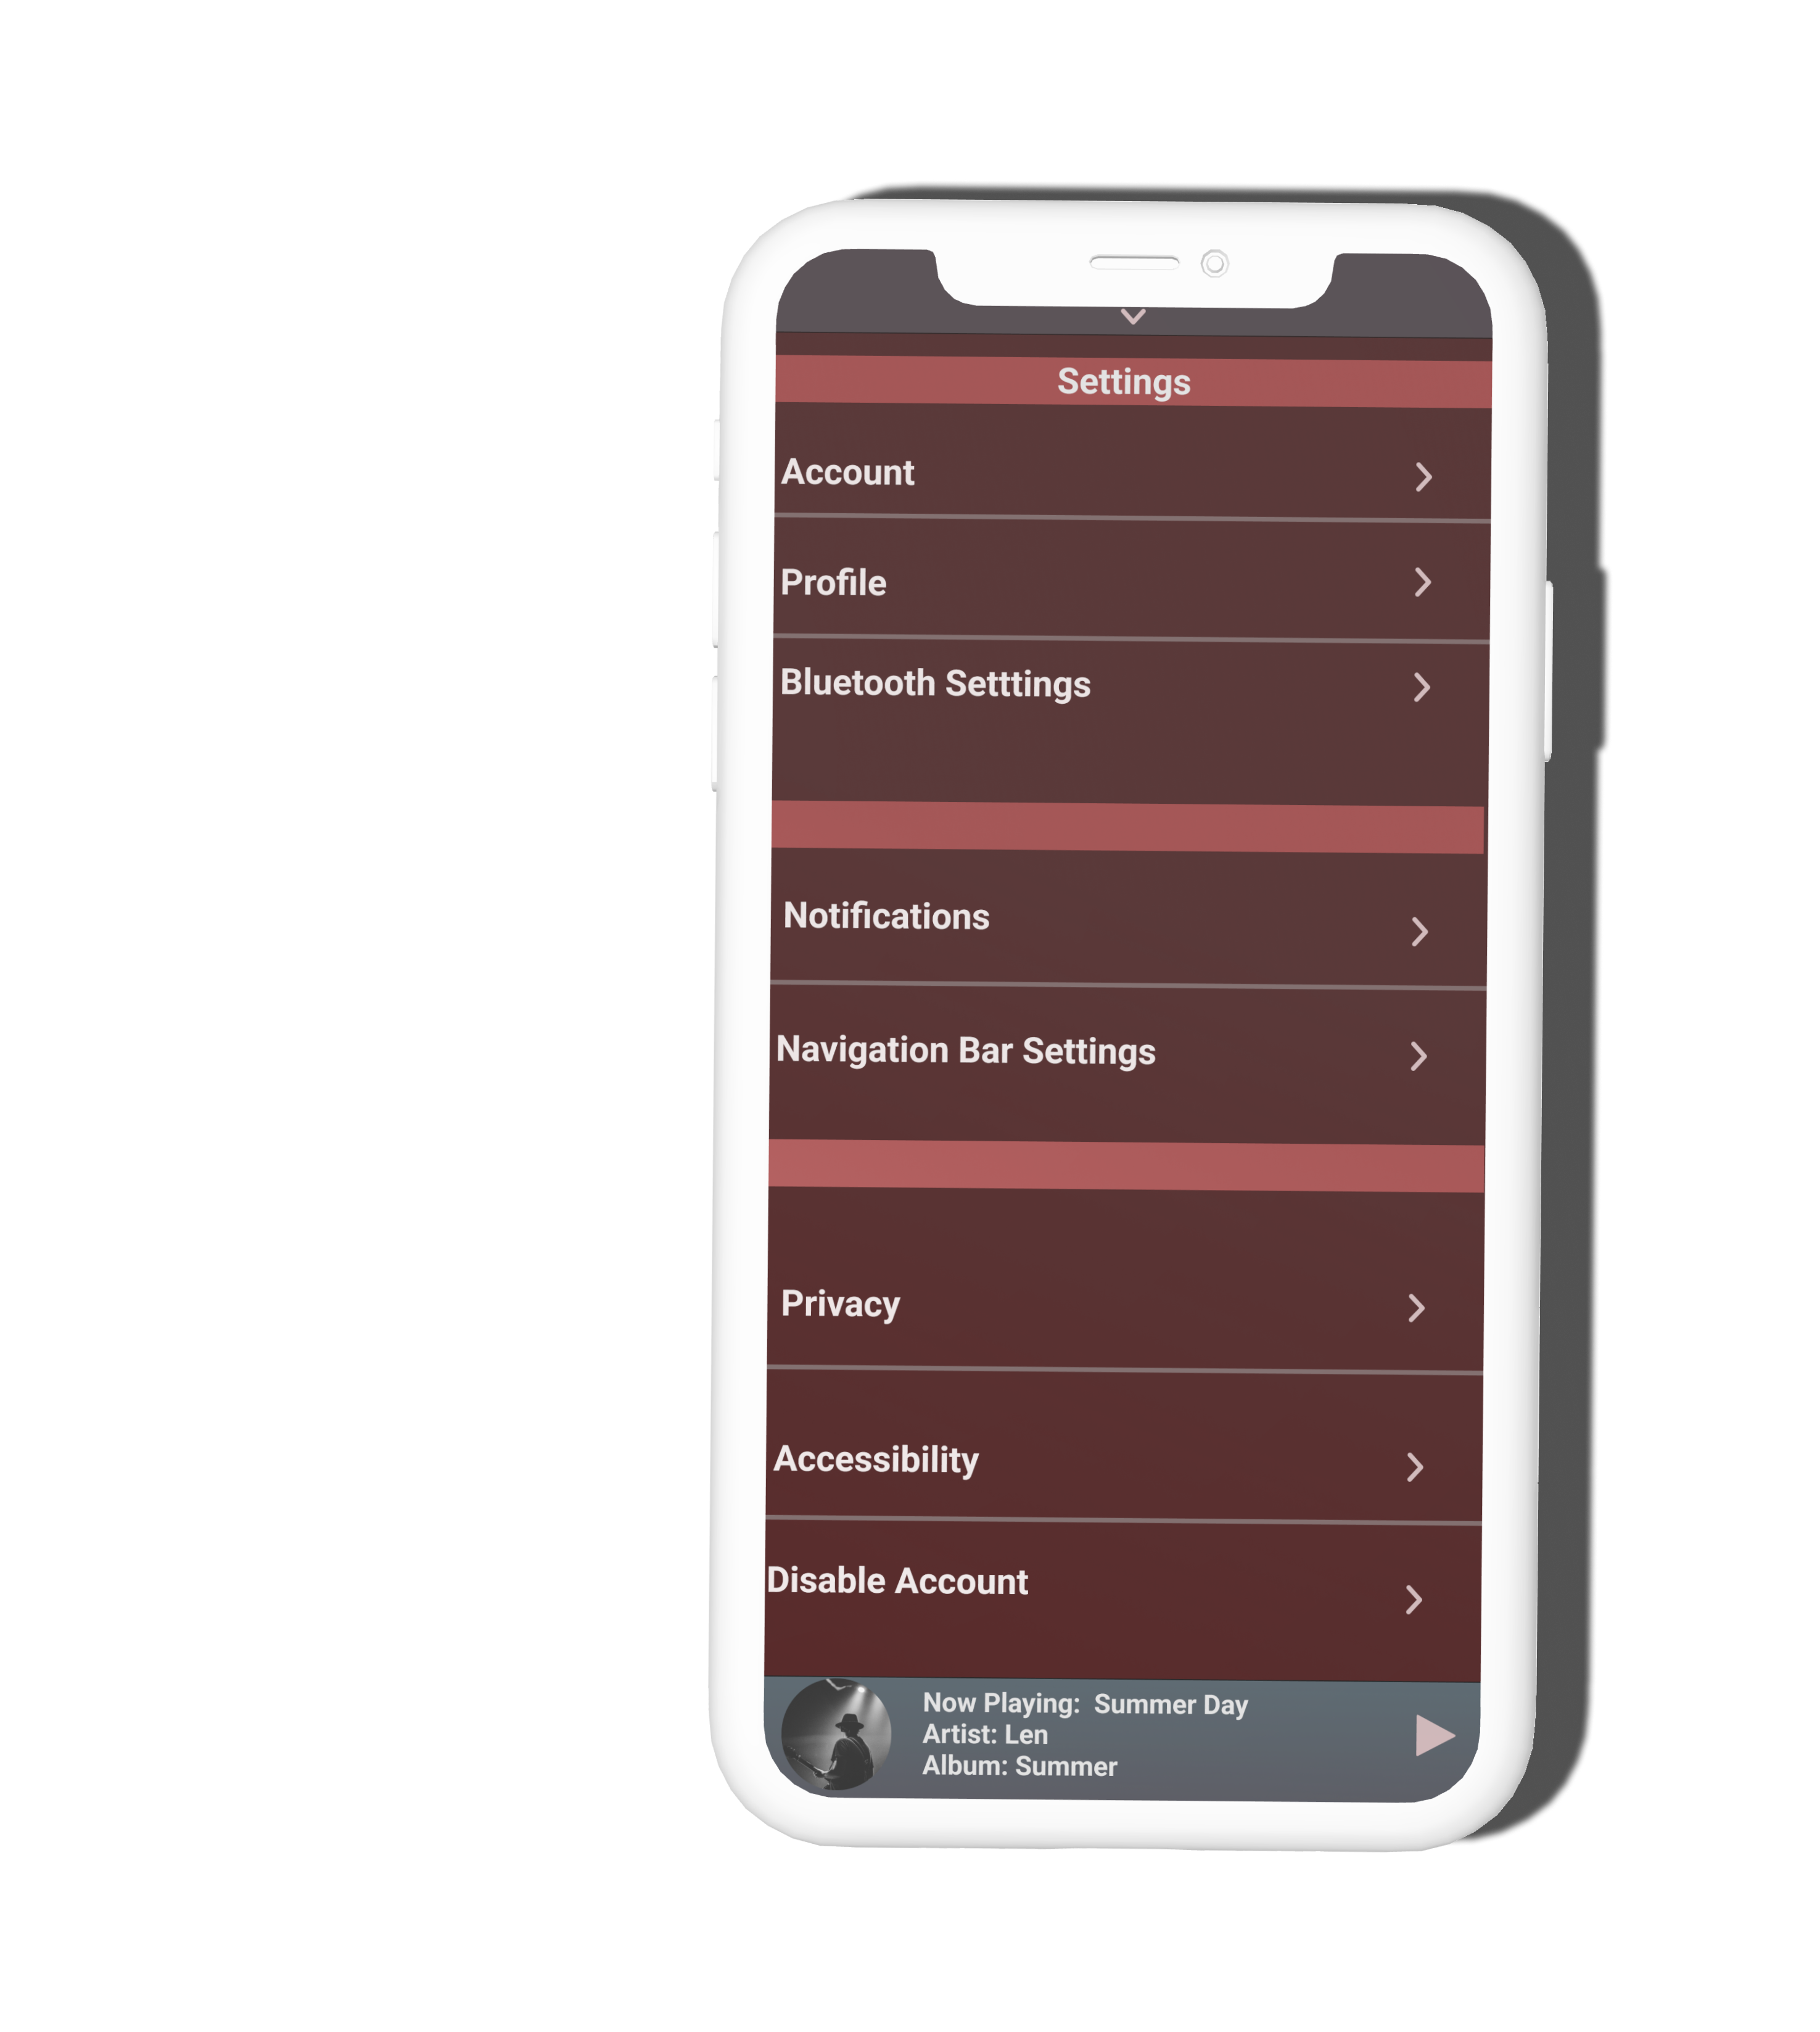 Settings
Account
Profile
Bluetooth Setttings
Notifications
Navigation Bar Settings
Privacy
Accessibility
Disable Account
Now Playing: Summer Day
Artist: Len
Album: Summer